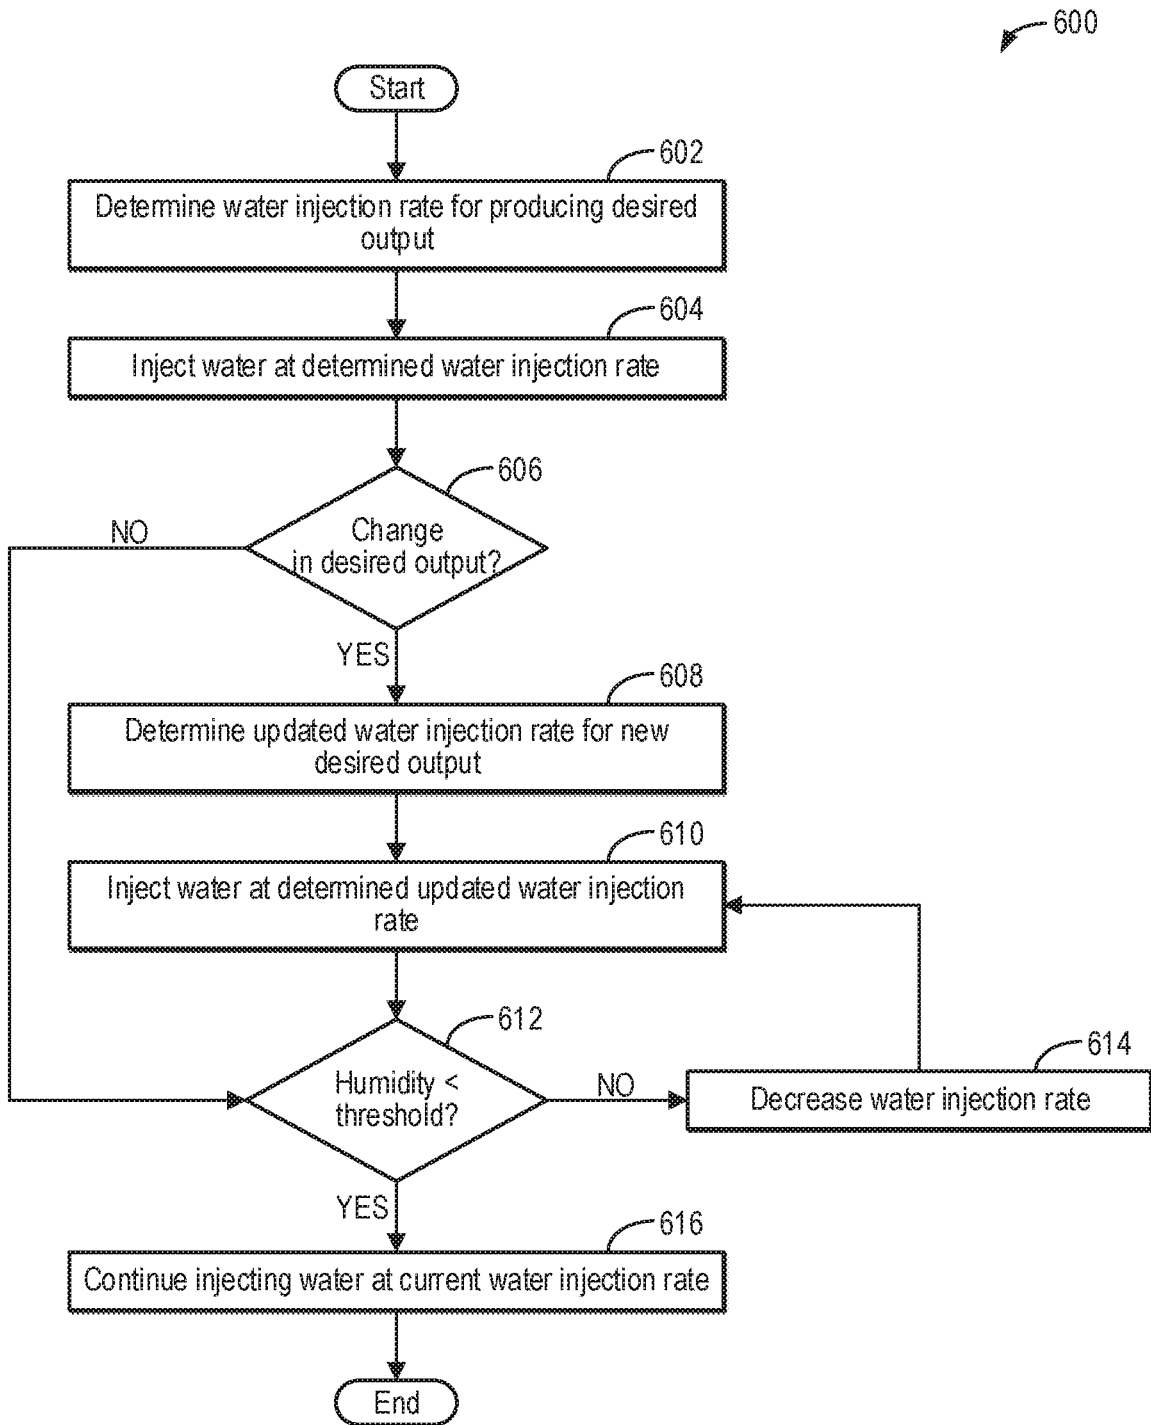 600
Start
602
Determine water injection rate for producing desired
output
604
Inject water at determined water injection rate
606
Change
in desired output?
NO
YES
608
Determine updated water injection rate for new
desired output
610
Inject water at determined updated water injection
rate
612
Humidity <
threshold?
NO
614
Decrease water injection rate
YES
616
Continue injecting water at current water injection rate
End